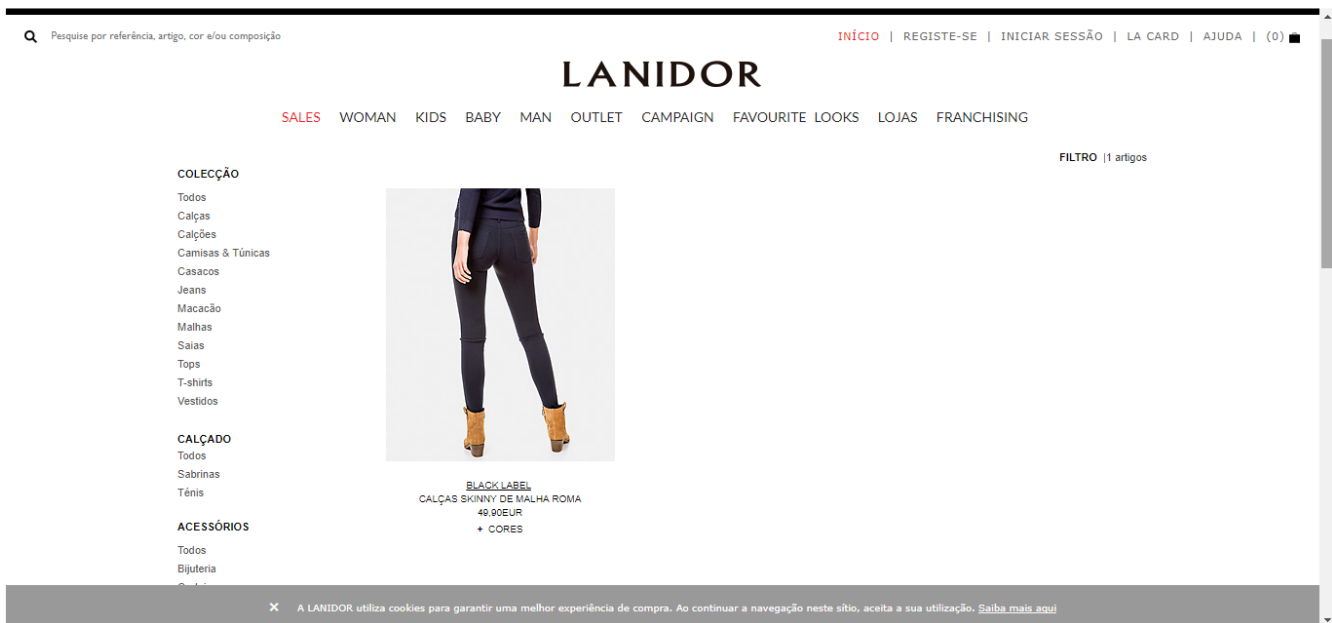 Pesquise por referência, artigo, cor e/ou composição
INÍCIO | REGISTE-SE | INICIAR SESSÃO | LA CARD | AJUDA | (0)
LANIDOR
SALES WOMAN KIDS BABY MAN OUTLET CAMPAIGN FAVOURITE LOOKS LOJAS FRANCHISING
FILTRO |1 artigos
COLECÇÃO
Todos
Calças
Calções
Camisas & Túnicas
Casacos
Jeans
Macacão
Malhas
Saias
Tops
T-shirts
Vestidos
CALÇADO
Todos
Sabrinas
Ténis
ACESSÓRIOS
Todos
Bijuteria
BLACK LABEL
CALÇAS SKINNY DE MALHA ROMA
49,90EUR
+ CORES
X A LANIDOR utiliza cookies para garantir uma melhor experiência de compra. Ao continuar a navegação neste sítio, aceita a sua utilização. Saiba mais aqui